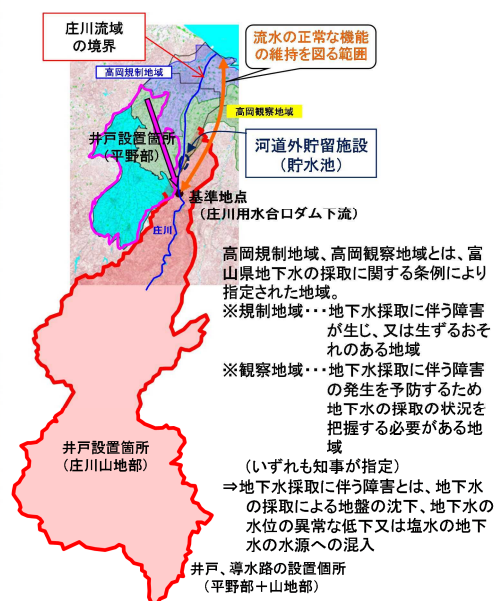 庄川流域
の境界
流水の正常な機能
の維持を図る範囲
高岡規制地域
高岡観察地域
井戸設置箇所
(平野部)
河道外貯留施設
(貯水池)
基準地点
(庄川用水合口ダム下流)
庄川
高岡規制地域、高岡観察地域とは、富
山県地下水の採取に関する条例により
指定された地域。
※規制地域・・・地下水採取に伴う障害
が生じ、又は生ずるおそ
れのある地域
※観察地域・・・地下水採取に伴う障害
の発生を予防するため
地下水の採取の状況を
把握する必要がある地
域
(いずれも知事が指定)
⇒地下水採取に伴う障害とは、地下水
の採取による地盤の沈下、地下水の
水位の異常な低下又は塩水の地下
水の水源への混入
井戸設置箇所
(庄川山地部)
井戸、導水路の設置個所
(平野部+山地部)